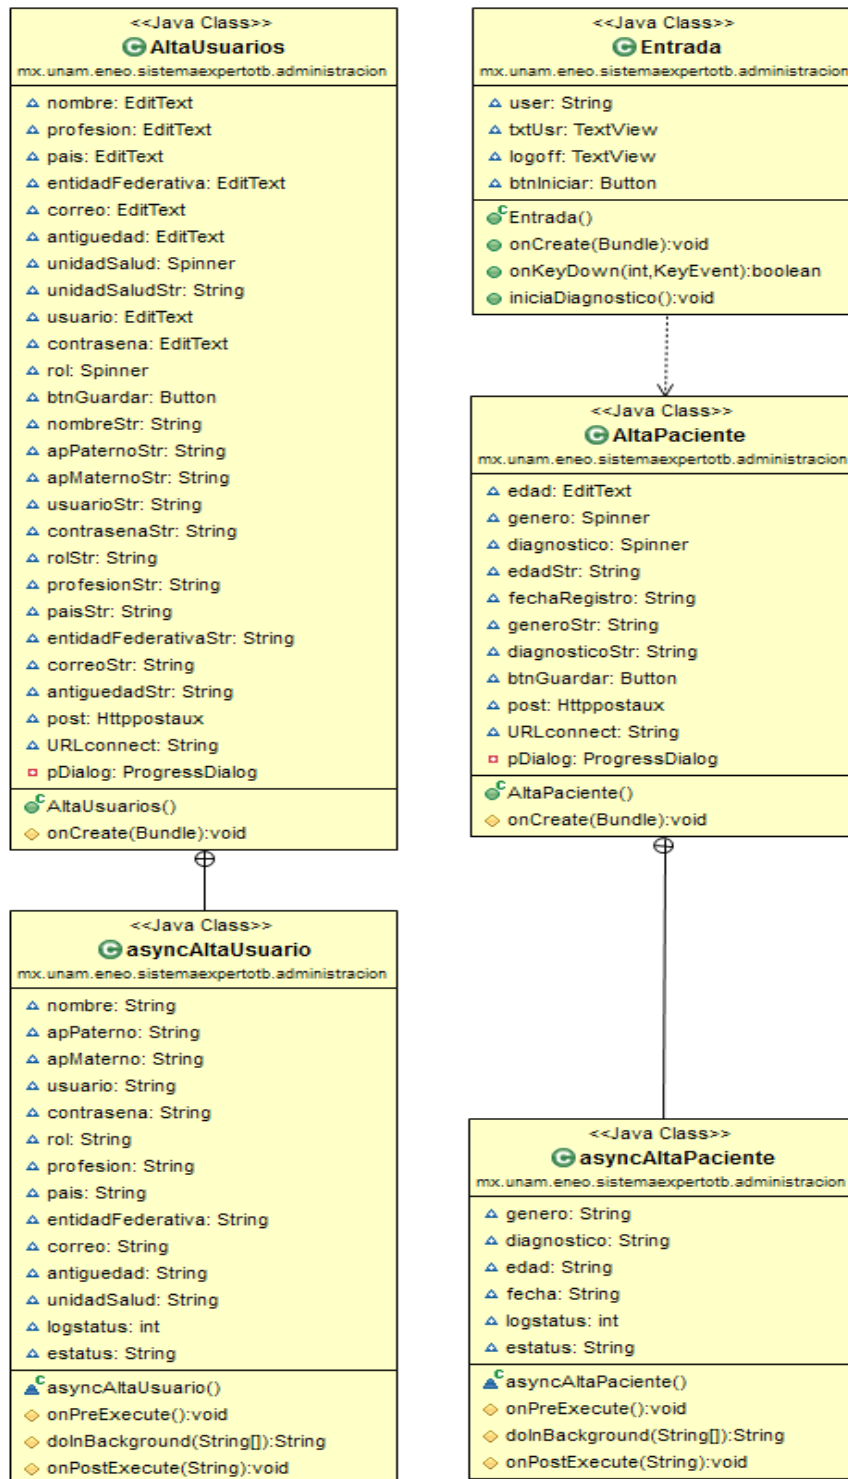 <<Java Class>>
AltaUsuarios
mx.unam.eneo.sistemaexpertotb.administracion
nombre: EditText
profesion: EditText
pais: EditText
entidadFederativa: EditText
correo: EditText
antiguedad: EditText
unidadSalud: Spinner
unidadSaludStr: String
usuario: EditText
contrasena: EditText
rol: Spinner
btnGuardar: Button
nombreStr: String
apPaternoStr: String
apMaternoStr: String
usuarioStr: String
contrasenaStr: String
rolStr: String
profesionStr: String
paisStr: String
entidadFederativaStr: String
correoStr: String
antiguedadStr: String
post: Httppostaux
URLconnect: String
pDialog: ProgressDialog
AltaUsuarios()
onCreate(Bundle):void
<<Java Class>>
asyncAltaUsuario
mx.unam.eneo.sistemaexpertotb.administracion
nombre: String
apPaterno: String
apMaterno: String
usuario: String
contrasena: String
rol: String
profesion: String
pais: String
entidadFederativa: String
correo: String
antiguedad: String
unidadSalud: String
logstatus: int
estatus: String
asyncAltaUsuario()
onPreExecute():void
doInBackground(String[]):String
onPostExecute(String):void
<<Java Class>>
Entrada
mx.unam.eneo.sistemaexpertotb.administracion
user: String
txtUsr: TextView
logoff: TextView
btnIniciar: Button
Entrada()
onCreate(Bundle):void
onKeyDown(int,KeyEvent):boolean
iniciaDiagnostico():void
<<Java Class>>
AltaPaciente
mx.unam.eneo.sistemaexpertotb.administracion
edad: EditText
genero: Spinner
diagnostico: Spinner
edadStr: String
fechaRegistro: String
generoStr: String
diagnosticoStr: String
btnGuardar: Button
post: Httppostaux
URLconnect: String
pDialog: ProgressDialog
AltaPaciente()
onCreate(Bundle):void
<<Java Class>>
asyncAltaPaciente
mx.unam.eneo.sistemaexpertotb.administracion
genero: String
diagnostico: String
edad: String
fecha: String
logstatus: int
estatus: String
asyncAltaPaciente()
onPreExecute():void
doInBackground(String[]):String
onPostExecute(String):void